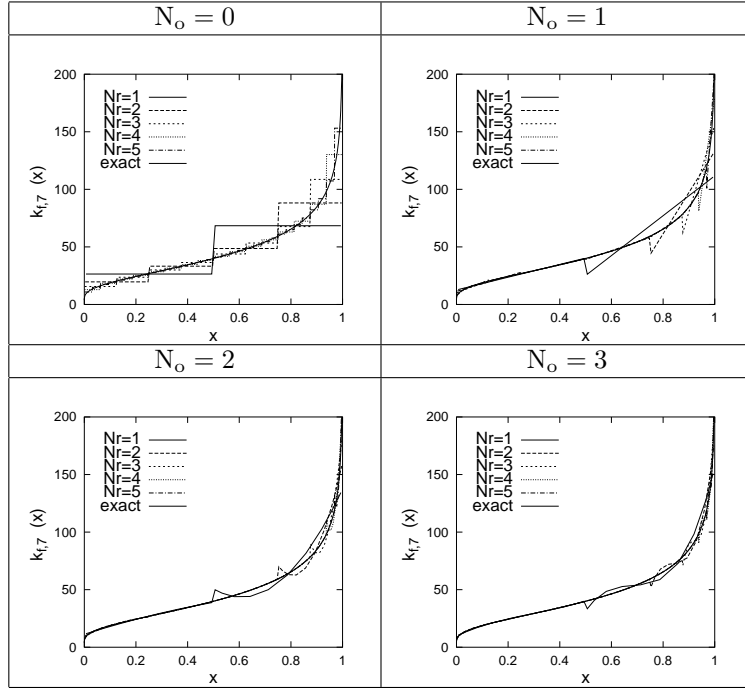 N_o = 0
N_o = 1
200
150
100
50
0
k_f,7 (x)
Nr=1
Nr=2
Nr=3
Nr=4
Nr=5
exact
0 0.2 0.4 0.6 0.8 1
x
200
150
100
50
0
k_f,7 (x)
Nr=1
Nr=2
Nr=3
Nr=4
Nr=5
exact
0 0.2 0.4 0.6 0.8 1
x
N_o = 2
N_o = 3
200
150
100
50
0
k_f,7 (x)
Nr=1
Nr=2
Nr=3
Nr=4
Nr=5
exact
0 0.2 0.4 0.6 0.8 1
x
200
150
100
50
0
k_f,7 (x)
Nr=1
Nr=2
Nr=3
Nr=4
Nr=5
exact
0 0.2 0.4 0.6 0.8 1
x